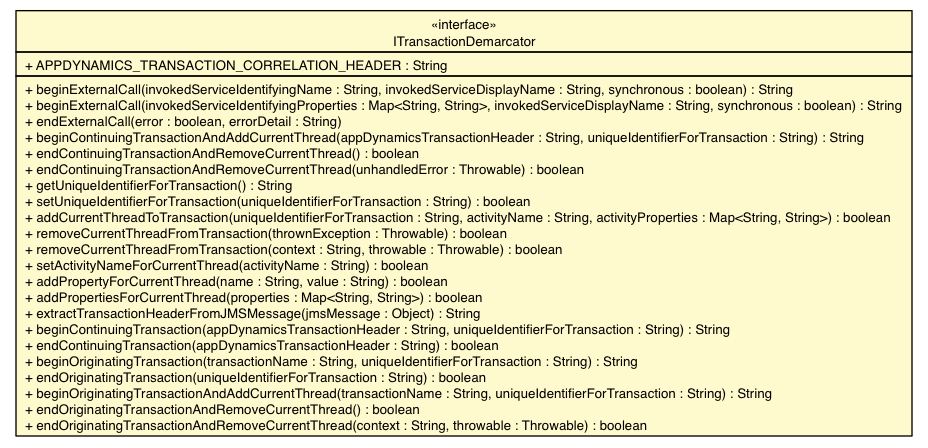 «interface»
ITransactionDemarcator
+ APPDYNAMICS_TRANSACTION_CORRELATION_HEADER : String
+ beginExternalCall(invokedServiceIdentifyingName : String, invokedServiceDisplayName : String, synchronous : boolean) : String
+ beginExternalCall(invokedServiceIdentifyingProperties : Map<String, String>, invokedServiceDisplayName : String, synchronous : boolean) : String
+ endExternalCall(error : boolean, errorDetail : String)
+ beginContinuingTransactionAndAddCurrentThread(appDynamicsTransactionHeader : String, uniqueIdentifierForTransaction : String) : String
+ endContinuingTransactionAndRemoveCurrentThread() : boolean
+ endContinuingTransactionAndRemoveCurrentThread(unhandledError : Throwable) : boolean
+ getUniqueIdentifierForTransaction() : String
+ setUniqueIdentifierForTransaction(uniqueIdentifierForTransaction : String) : boolean
+ addCurrentThreadToTransaction(uniqueIdentifierForTransaction : String, activityName : String, activityProperties : Map<String, String>) : boolean
+ removeCurrentThreadFromTransaction(thrownException : Throwable) : boolean
+ removeCurrentThreadFromTransaction(context : String, throwable : Throwable) : boolean
+ setActivityNameForCurrentThread(activityName : String) : boolean
+ addPropertyForCurrentThread(name : String, value : String) : boolean
+ addPropertiesForCurrentThread(properties : Map<String, String>) : boolean
+ extractTransactionHeaderFromJMSMessage(jmsMessage : Object) : String
+ beginContinuingTransaction(appDynamicsTransactionHeader : String, uniqueIdentifierForTransaction : String) : String
+ endContinuingTransaction(appDynamicsTransactionHeader : String) : boolean
+ beginOriginatingTransaction(transactionName : String, uniqueIdentifierForTransaction : String) : String
+ endOriginatingTransaction(uniqueIdentifierForTransaction : String) : boolean
+ beginOriginatingTransactionAndAddCurrentThread(transactionName : String, uniqueIdentifierForTransaction : String) : String
+ endOriginatingTransactionAndRemoveCurrentThread() : boolean
+ endOriginatingTransactionAndRemoveCurrentThread(context : String, throwable : Throwable) : boolean